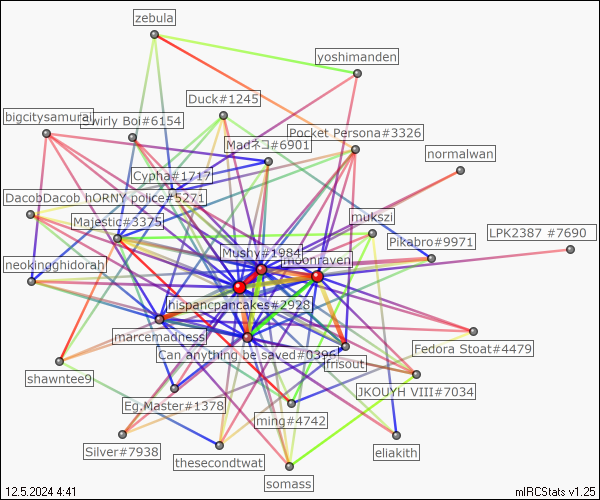 zebula
yoshimanden
Duck#1245
bigcitysamurai
Swirly Boi#6154
Pocket Persona#3326
Madネコ#6901
normalwan
Cypha#1717
DacobDacob hORNY police#5271
mukszi
Majestic#3375
LPK2387 #7690
Pikabro#9971
Mushy#1984
moonraven
neokingghidorah
hispancpancakes#2928
marcemadness
Can anything be saved#0396
Fedora Stoat#4479
frisout
shawntee9
JKOUYH VIII#7034
Eg.Master#1378
ming#4742
Silver#7938
eliakith
thesecondtwat
somass
12.5.2024 4:41
mIRCStats v1.25